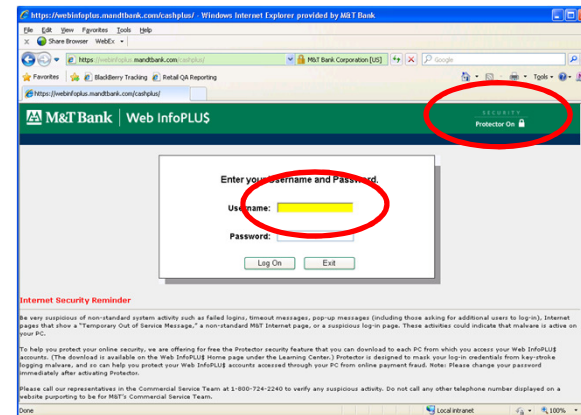 https://webinfoplus.mandtbank.com/cashplus/ - Windows Internet Explorer provided by M&T Bank
File Edit View Favorites Tools Help
X Share Browser WebEx
https://webinfoplus.mandtbank.com/cashplus/ M&T Bank Corporation [US] Google
Favorites BlackBerry Tracking Retail QA Reporting Tools
https://webinfoplus.mandtbank.com/cashplus/
M&T Bank Web InfoPLU$
SECURITY
Protector On
Enter your Username and Password.
Username:
Password:
Log On Exit
Internet Security Reminder
Be very suspicious of non-standard system activity such as failed logins, timeout messages, pop-up messages (including those asking for additional users to log-in), Internet
pages that show a "Temporary Out of Service Message," a non-standard M&T Internet page, or a suspicious log-in page. These activities could indicate that malware is active on
your PC.
To help you protect your online security, we are offering for free the Protector security feature that you can download to each PC from which you access your Web InfoPLU$
accounts. (The download is available on the Web InfoPLU$ Home page under the Learning Center.) Protector is designed to mask your log-in credentials from key-stroke
logging malware, and so can help you protect your Web InfoPLU$ accounts accessed through your PC from online payment fraud. Note: Please change your password
immediately after activating Protector.
Please call our representatives in the Commercial Service Team at 1-800-724-2240 to verify any suspicious activity. Do not call any other telephone number displayed on a
website purporting to be for M&T's Commercial Service Team.
Done Local intranet 100%